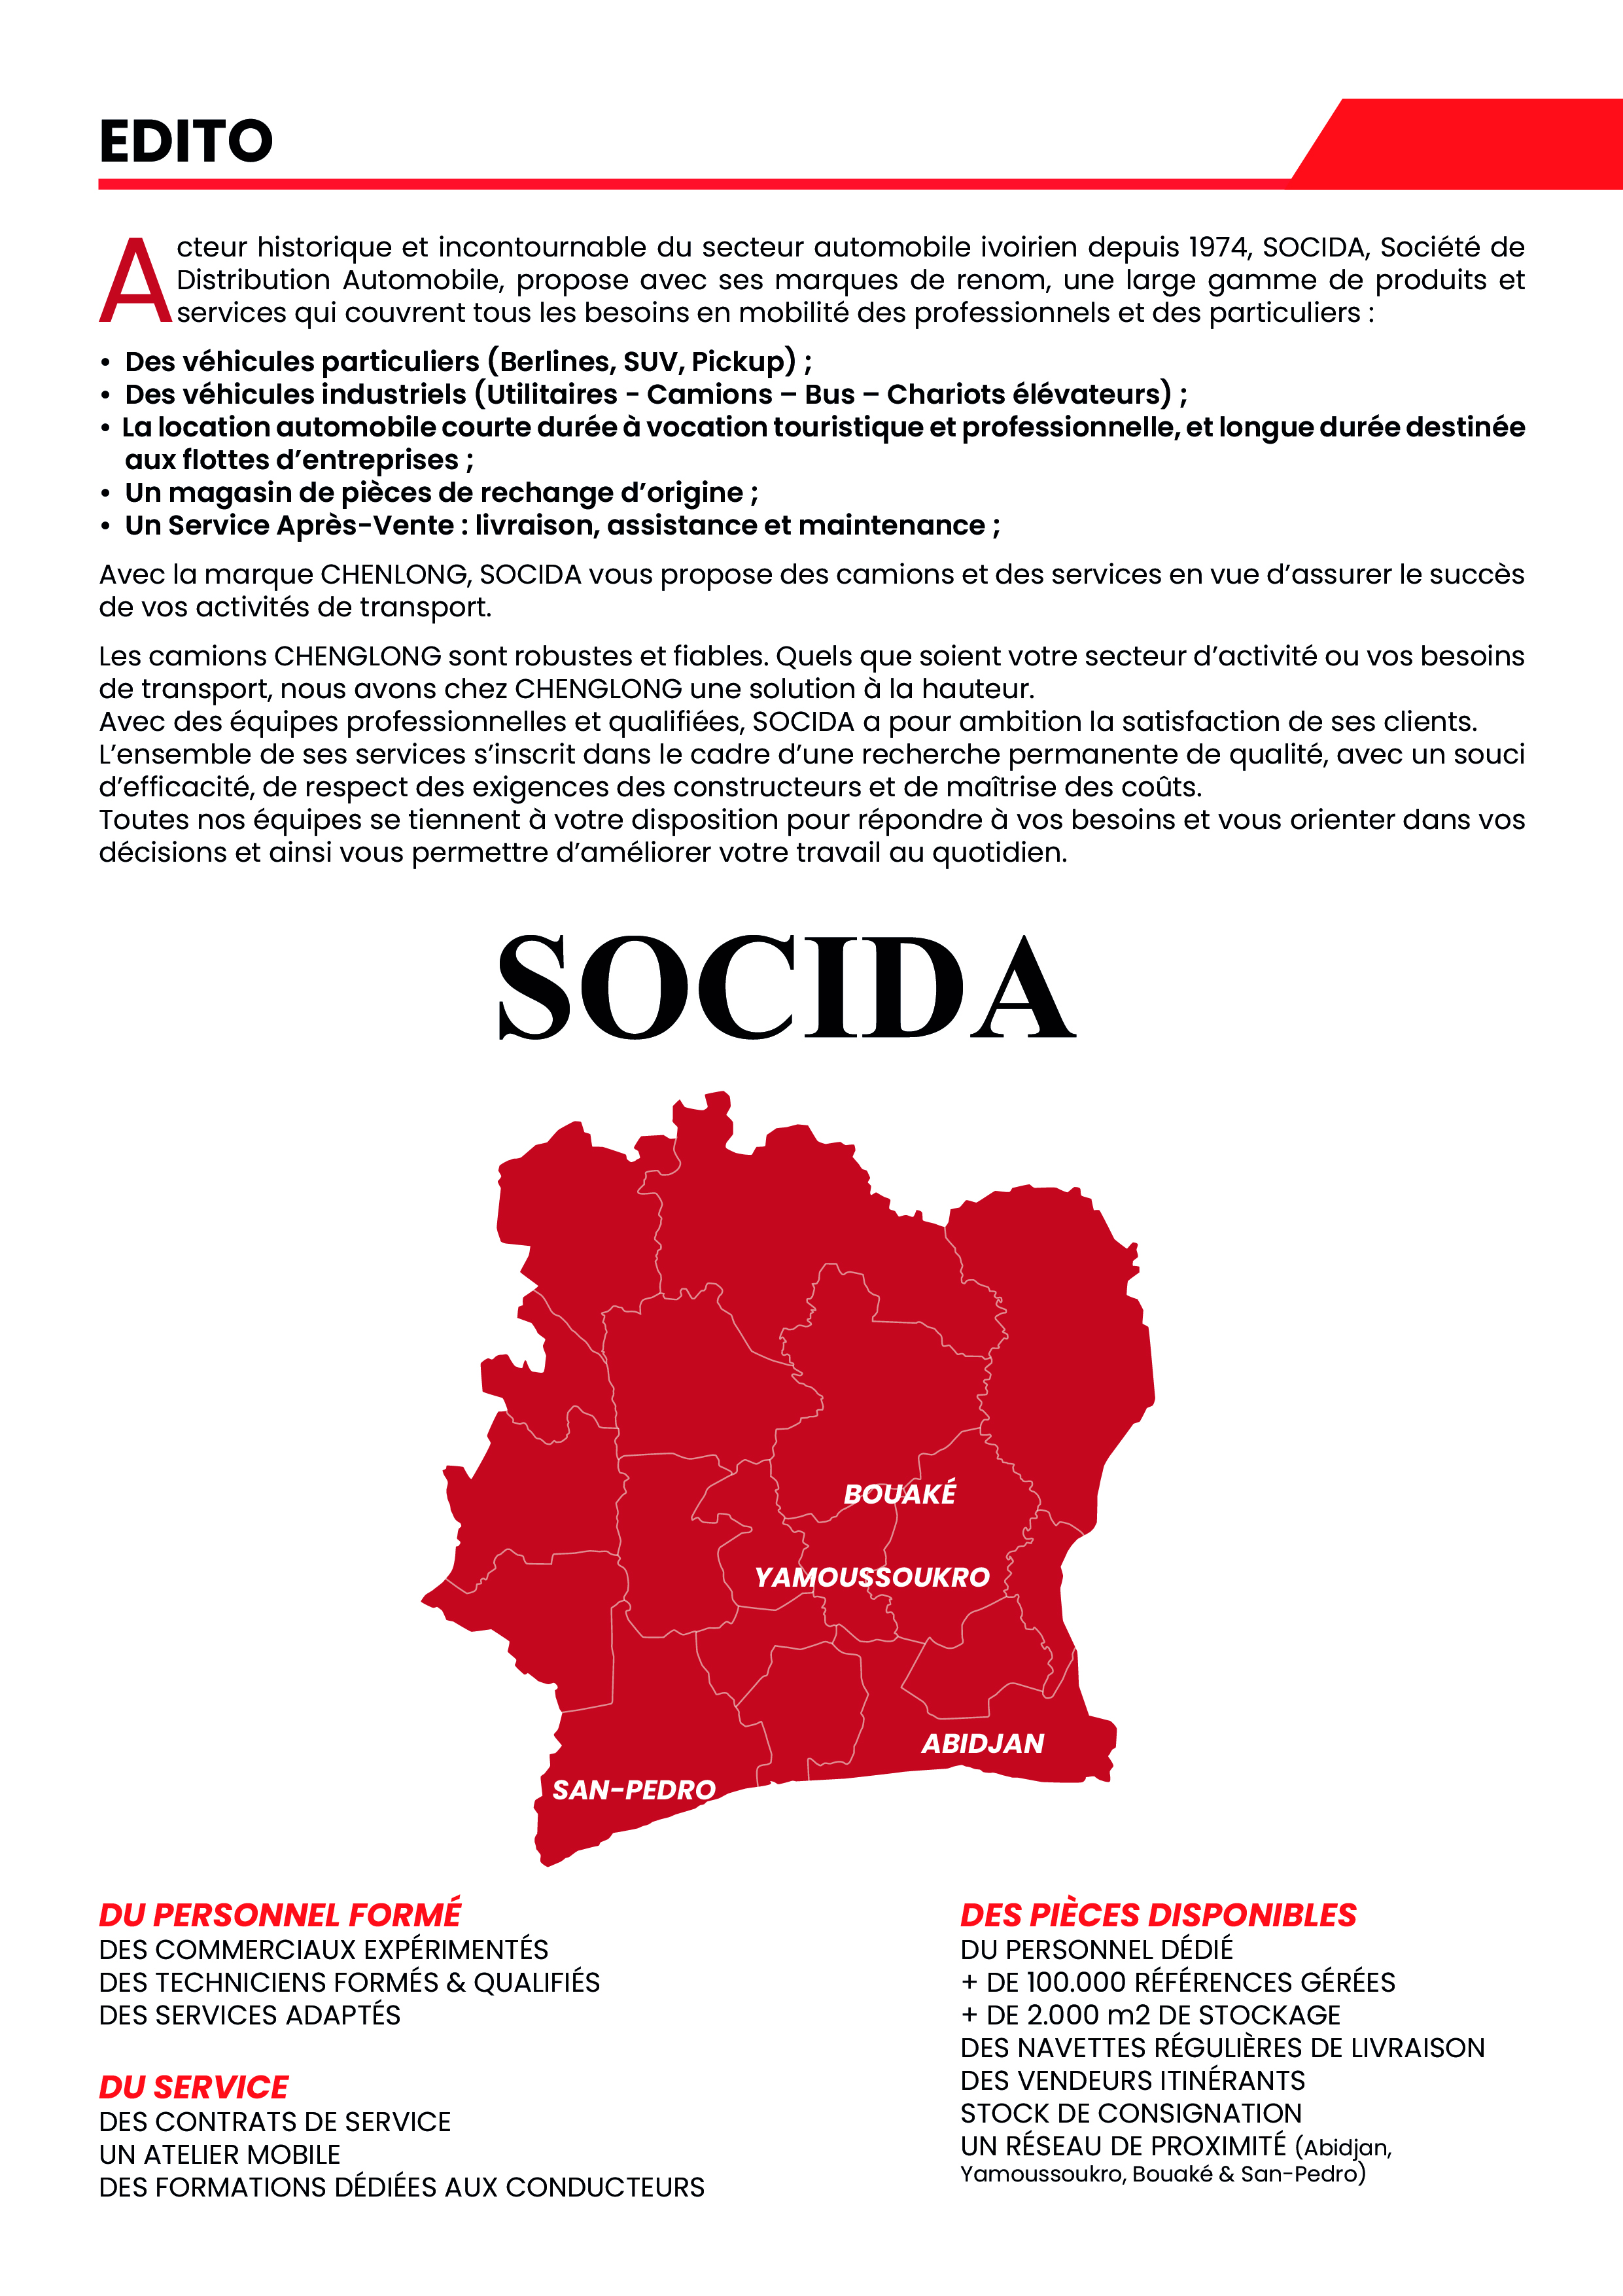 EDITO
Acteur historique et incontournable du secteur automobile ivoirien depuis 1974, SOCIDA, Société de
Distribution Automobile, propose avec ses marques de renom, une large gamme de produits et
services qui couvrent tous les besoins en mobilité des professionnels et des particuliers :
• Des véhicules particuliers (Berlines, SUV, Pickup) ;
• Des véhicules industriels (Utilitaires - Camions – Bus – Chariots élévateurs) ;
• La location automobile courte durée à vocation touristique et professionnelle, et longue durée destinée
aux flottes d’entreprises ;
• Un magasin de pièces de rechange d’origine ;
• Un Service Après-Vente : livraison, assistance et maintenance ;
Avec la marque CHENLONG, SOCIDA vous propose des camions et des services en vue d’assurer le succès
de vos activités de transport.
Les camions CHENGLONG sont robustes et fiables. Quels que soient votre secteur d’activité ou vos besoins
de transport, nous avons chez CHENGLONG une solution à la hauteur.
Avec des équipes professionnelles et qualifiées, SOCIDA a pour ambition la satisfaction de ses clients.
L’ensemble de ses services s’inscrit dans le cadre d’une recherche permanente de qualité, avec un souci
d’efficacité, de respect des exigences des constructeurs et de maîtrise des coûts.
Toutes nos équipes se tiennent à votre disposition pour répondre à vos besoins et vous orienter dans vos
décisions et ainsi vous permettre d’améliorer votre travail au quotidien.
SOCIDA
BOUAKÉ
YAMOUSSOUKRO
ABIDJAN
SAN-PEDRO
DU PERSONNEL FORMÉ
DES COMMERCIAUX EXPÉRIMENTÉS
DES TECHNICIENS FORMÉS & QUALIFIÉS
DES SERVICES ADAPTÉS
DU SERVICE
DES CONTRATS DE SERVICE
UN ATELIER MOBILE
DES FORMATIONS DÉDIÉES AUX CONDUCTEURS
DES PIÈCES DISPONIBLES
DU PERSONNEL DÉDIÉ
+ DE 100.000 RÉFÉRENCES GÉRÉES
+ DE 2.000 m2 DE STOCKAGE
DES NAVETTES RÉGULIÈRES DE LIVRAISON
DES VENDEURS ITINÉRANTS
STOCK DE CONSIGNATION
UN RÉSEAU DE PROXIMITÉ (Abidjan,
Yamoussoukro, Bouaké & San-Pedro)